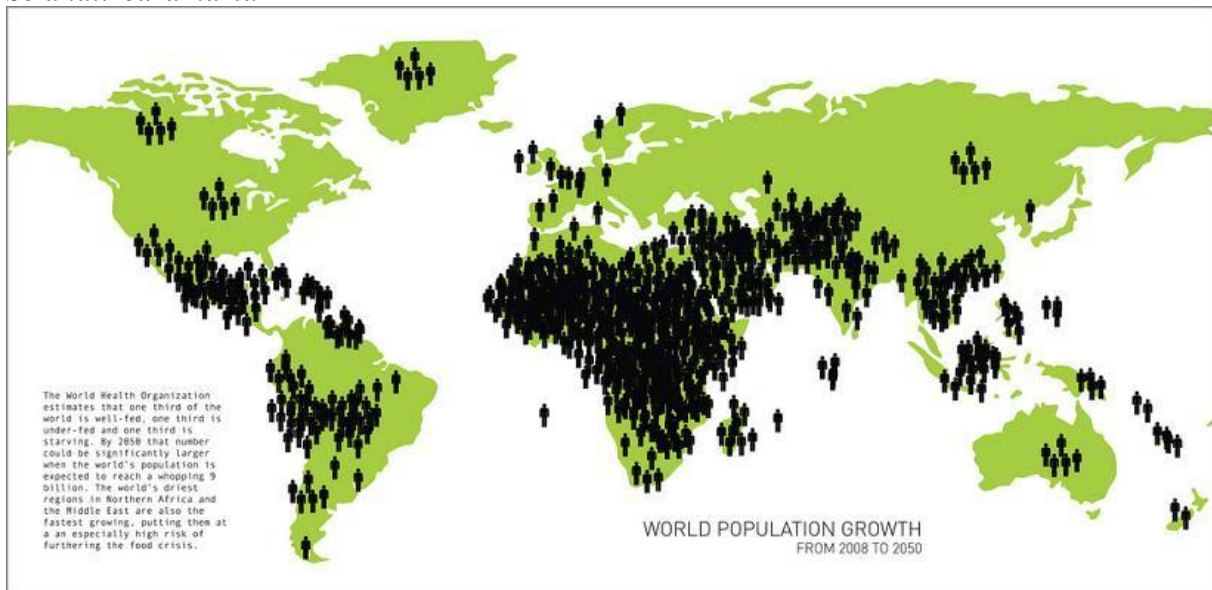 The World Health Organization
estimates that one third of the
world is well-fed, one third is
under-fed and one third is
starving. By 2050 that number
could be significantly larger
when the world's population is
expected to reach a whopping 9
billion. The world's driest
regions in Northern Africa and
the Middle East are also the
fastest growing, putting them at
a an especially high risk of
furthering the food crisis.
WORLD POPULATION GROWTH
FROM 2008 TO 2050